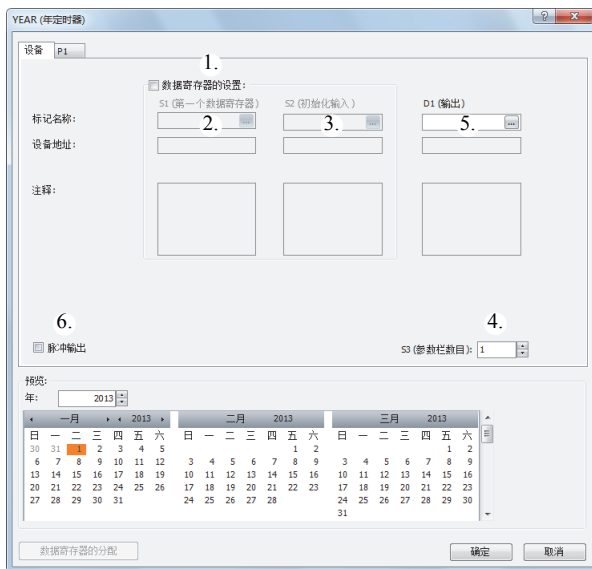 YEAR (年定时器)
设备 P1
1.
数据寄存器的设置:
S1 (第一个数据寄存器) S2 (初始化输入) D1 (输出)
标记名称: 2. ... 3. ... 5. ...
设备地址:
注释:
6. 4.
脉冲输出 S3 (参数栏数目): 1
预览:
年: 2013
一月 2013 二月 2013 三月 2013
日 一 二 三 四 五 六 日 一 二 三 四 五 六 日 一 二 三 四 五 六
30 31 1 2 3 4 5 1 2 1 2
6 7 8 9 10 11 12 3 4 5 6 7 8 9 3 4 5 6 7 8 9
13 14 15 16 17 18 19 10 11 12 13 14 15 16 10 11 12 13 14 15 16
20 21 22 23 24 25 26 17 18 19 20 21 22 23 17 18 19 20 21 22 23
27 28 29 30 31 24 25 26 27 28 24 25 26 27 28 29 30
31
数据寄存器的分配 确定 取消